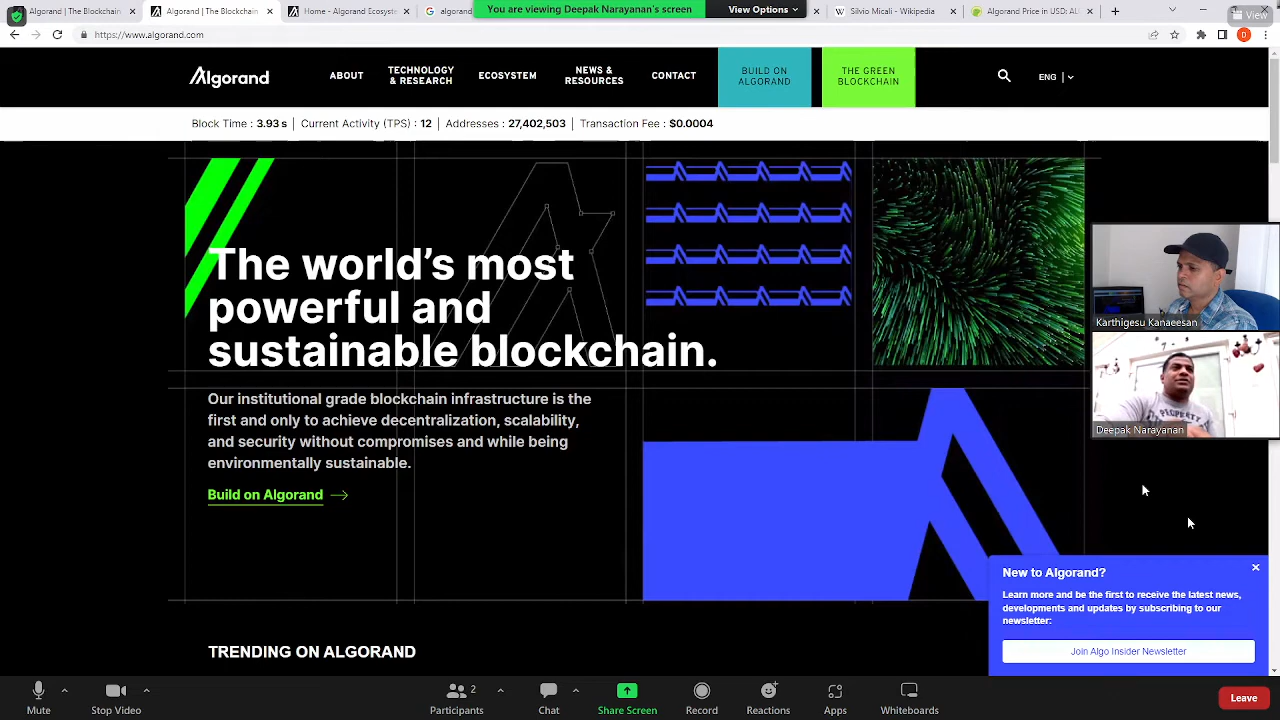 Algorand | The Blockchain
Algorand | The Blockchain
Home - Algorand Ecosyst
algorand
You are viewing Deepak Narayanan's screen
View Options
Silvio Micali - Wikipedia
Algorand Price in USD: AL
View
https://www.algorand.com
D
Algorand
ABOUT
TECHNOLOGY
& RESEARCH
ECOSYSTEM
NEWS &
RESOURCES
CONTACT
BUILD ON
ALGORAND
THE GREEN
BLOCKCHAIN
ENG |
Block Time : 3.93 s | Current Activity (TPS) : 12 | Addresses : 27,402,503 | Transaction Fee : $0.0004
The world's most
powerful and
sustainable blockchain.
Our institutional grade blockchain infrastructure is the
first and only to achieve decentralization, scalability,
and security without compromises and while being
environmentally sustainable.
Build on Algorand
TRENDING ON ALGORAND
Karthigesu Kanaeesan
PROPERTY
Deepak Narayanan
New to Algorand?
Learn more and be the first to receive the latest news,
developments and updates by subscribing to our
newsletter:
Join Algo Insider Newsletter
Mute
Stop Video
2
Participants
Chat
Share Screen
Record
Reactions
Apps
Whiteboards
Leave